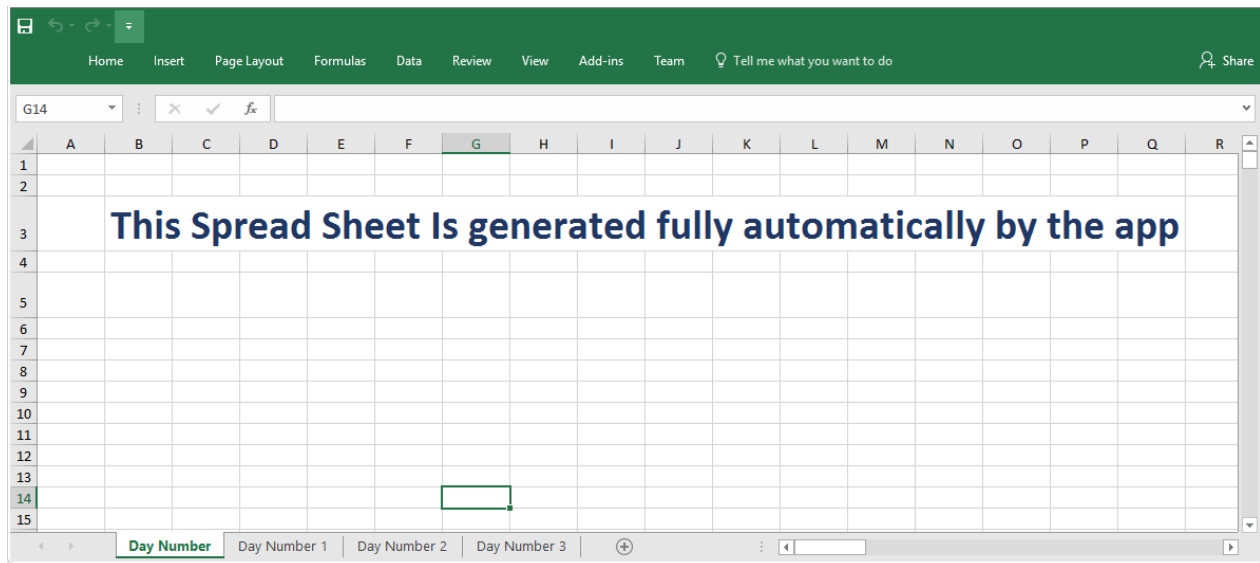 Home Insert Page Layout Formulas Data Review View Add-ins Team Tell me what you want to do Share
G14 fx
A B C D E F G H I J K L M N O P Q R
1
2
3 This Spread Sheet Is generated fully automatically by the app
4
5
6
7
8
9
10
11
12
13
14
15
Day Number Day Number 1 Day Number 2 Day Number 3